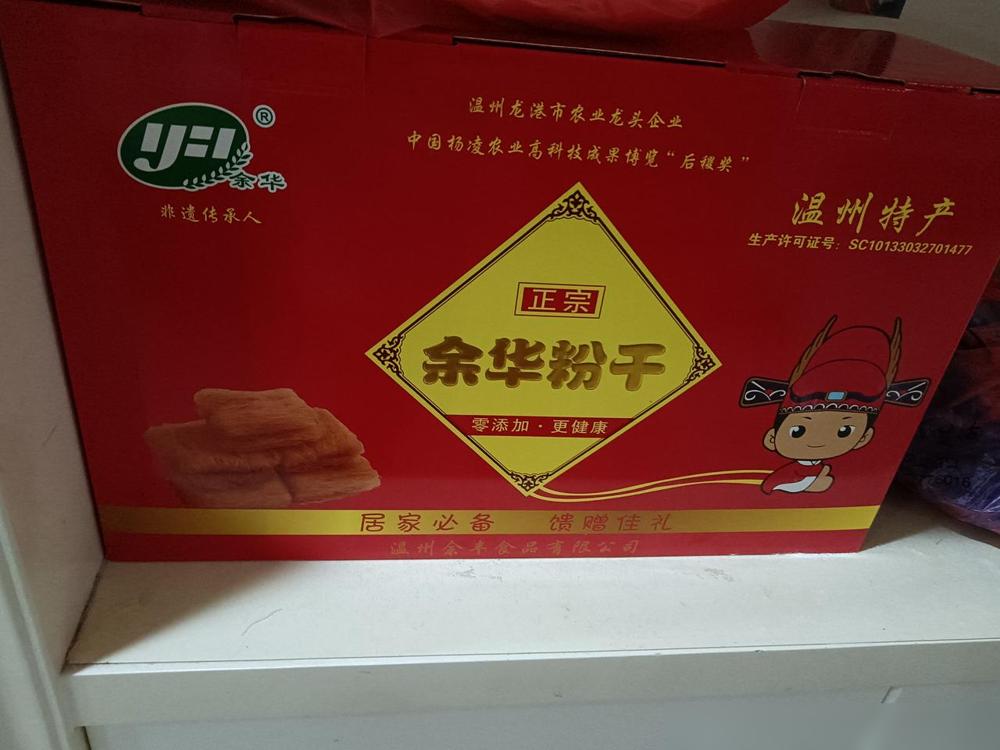 温州龙港市农业龙头企业
中国杨凌农业高科技成果博览“后稷奖”
YH®
余华
非遗传承人
温州特产
生产许可证号：SC10133032701477
正宗
余华粉干
零添加·更健康
居家必备 馈赠佳礼
温州余丰食品有限公司